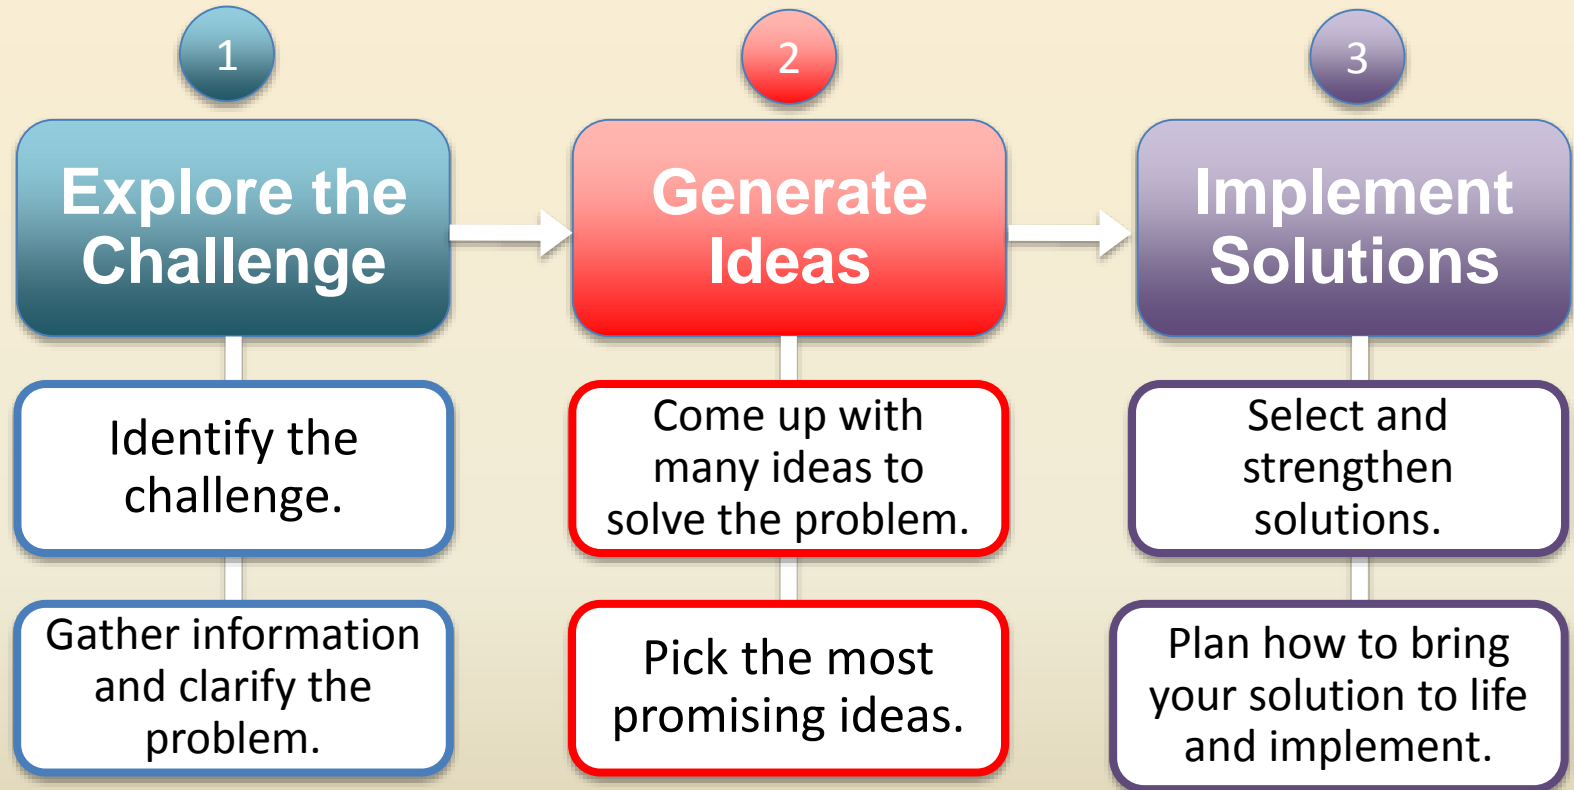 1
Explore the
Challenge
Identify the
challenge.
Gather information
and clarify the
problem.
2
Generate
Ideas
Come up with
many ideas to
solve the problem.
Pick the most
promising ideas.
3
Implement
Solutions
Select and
strengthen
solutions.
Plan how to bring
your solution to life
and implement.